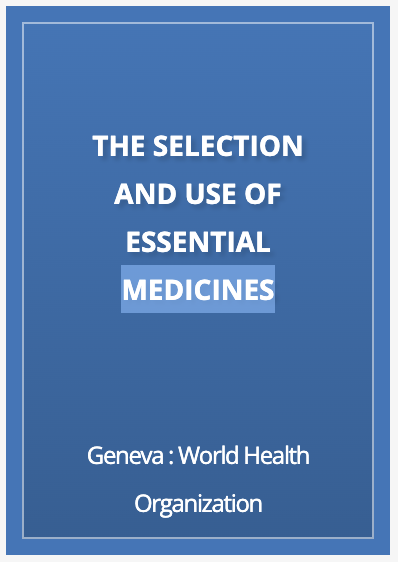 THE SELECTION
AND USE OF
ESSENTIAL
MEDICINES
Geneva : World Health
Organization